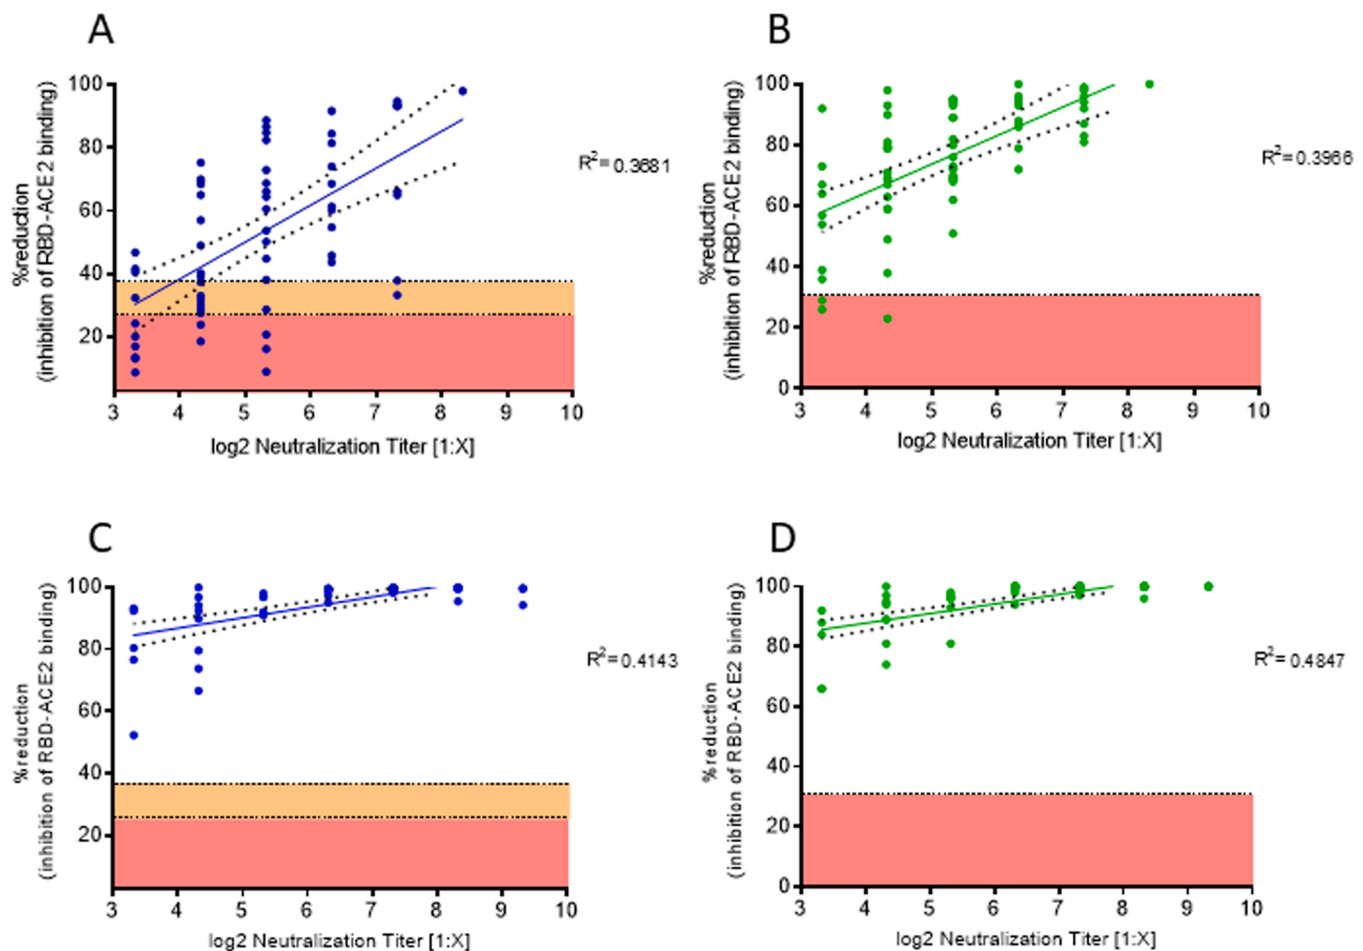 A
%reduction
(inhibition of RBD-ACE2 binding)
100
80
60
40
20
3 4 5 6 7 8 9 10
log2 Neutralization Titer [1:X]
R²=0.3681
B
%reduction
(inhibition of RBD-ACE2 binding)
100
80
60
40
20
0
3 4 5 6 7 8 9 10
log2 Neutralization Titer [1:X]
R²=0.3966
C
%reduction
(inhibition of RBD-ACE2 binding)
100
80
60
40
20
3 4 5 6 7 8 9 10
log2 Neutralization Titer [1:X]
R²=0.4143
D
%reduction
(inhibition of RBD-ACE2 binding)
100
80
60
40
20
0
3 4 5 6 7 8 9 10
log2 Neutralization Titer [1:X]
R²=0.4847